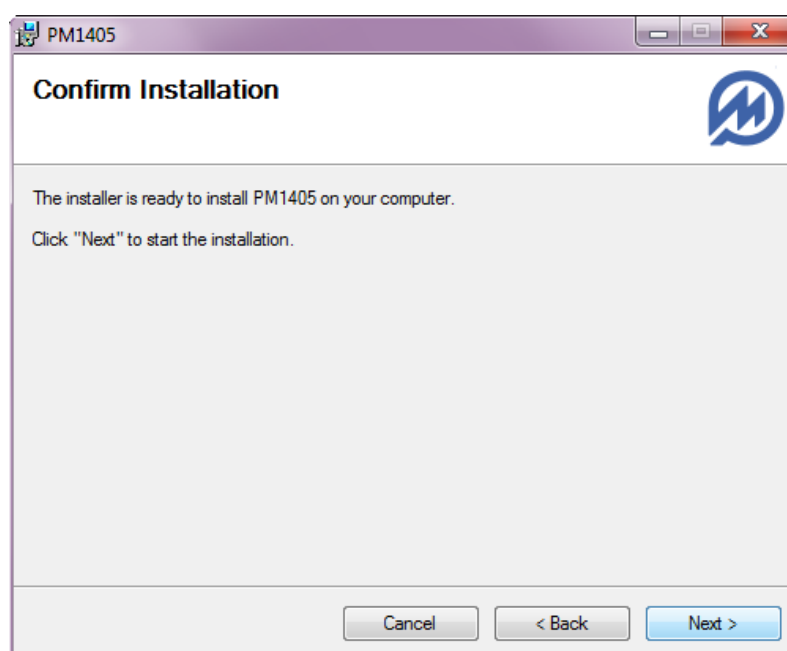 PM1405
Confirm Installation
The installer is ready to install PM1405 on your computer.
Click "Next" to start the installation.
Cancel
< Back
Next >